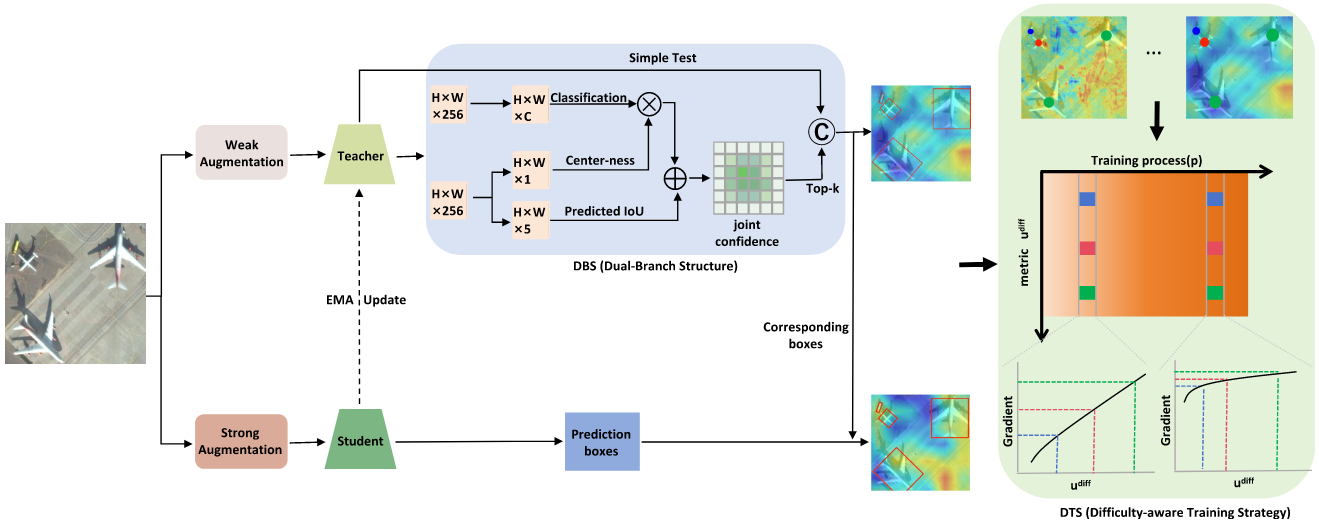 Simple Test
H×W
×256
H×W
×C
Classification
Center-ness
H×W
×1
H×W
×256
H×W
×5
Predicted IoU
joint
confidence
C
Top-k
DBS (Dual-Branch Structure)
Weak
Augmentation
Teacher
EMA Update
Strong
Augmentation
Student
Prediction
boxes
Corresponding
boxes
...
Training process(p)
metric u^diff
Gradient
u^diff
Gradient
u^diff
DTS (Difficulty-aware Training Strategy)